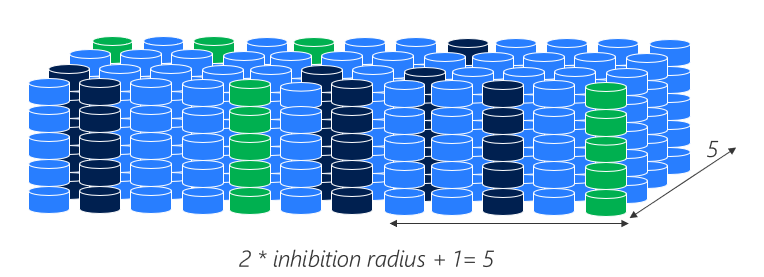 5
2 * inhibition radius + 1= 5